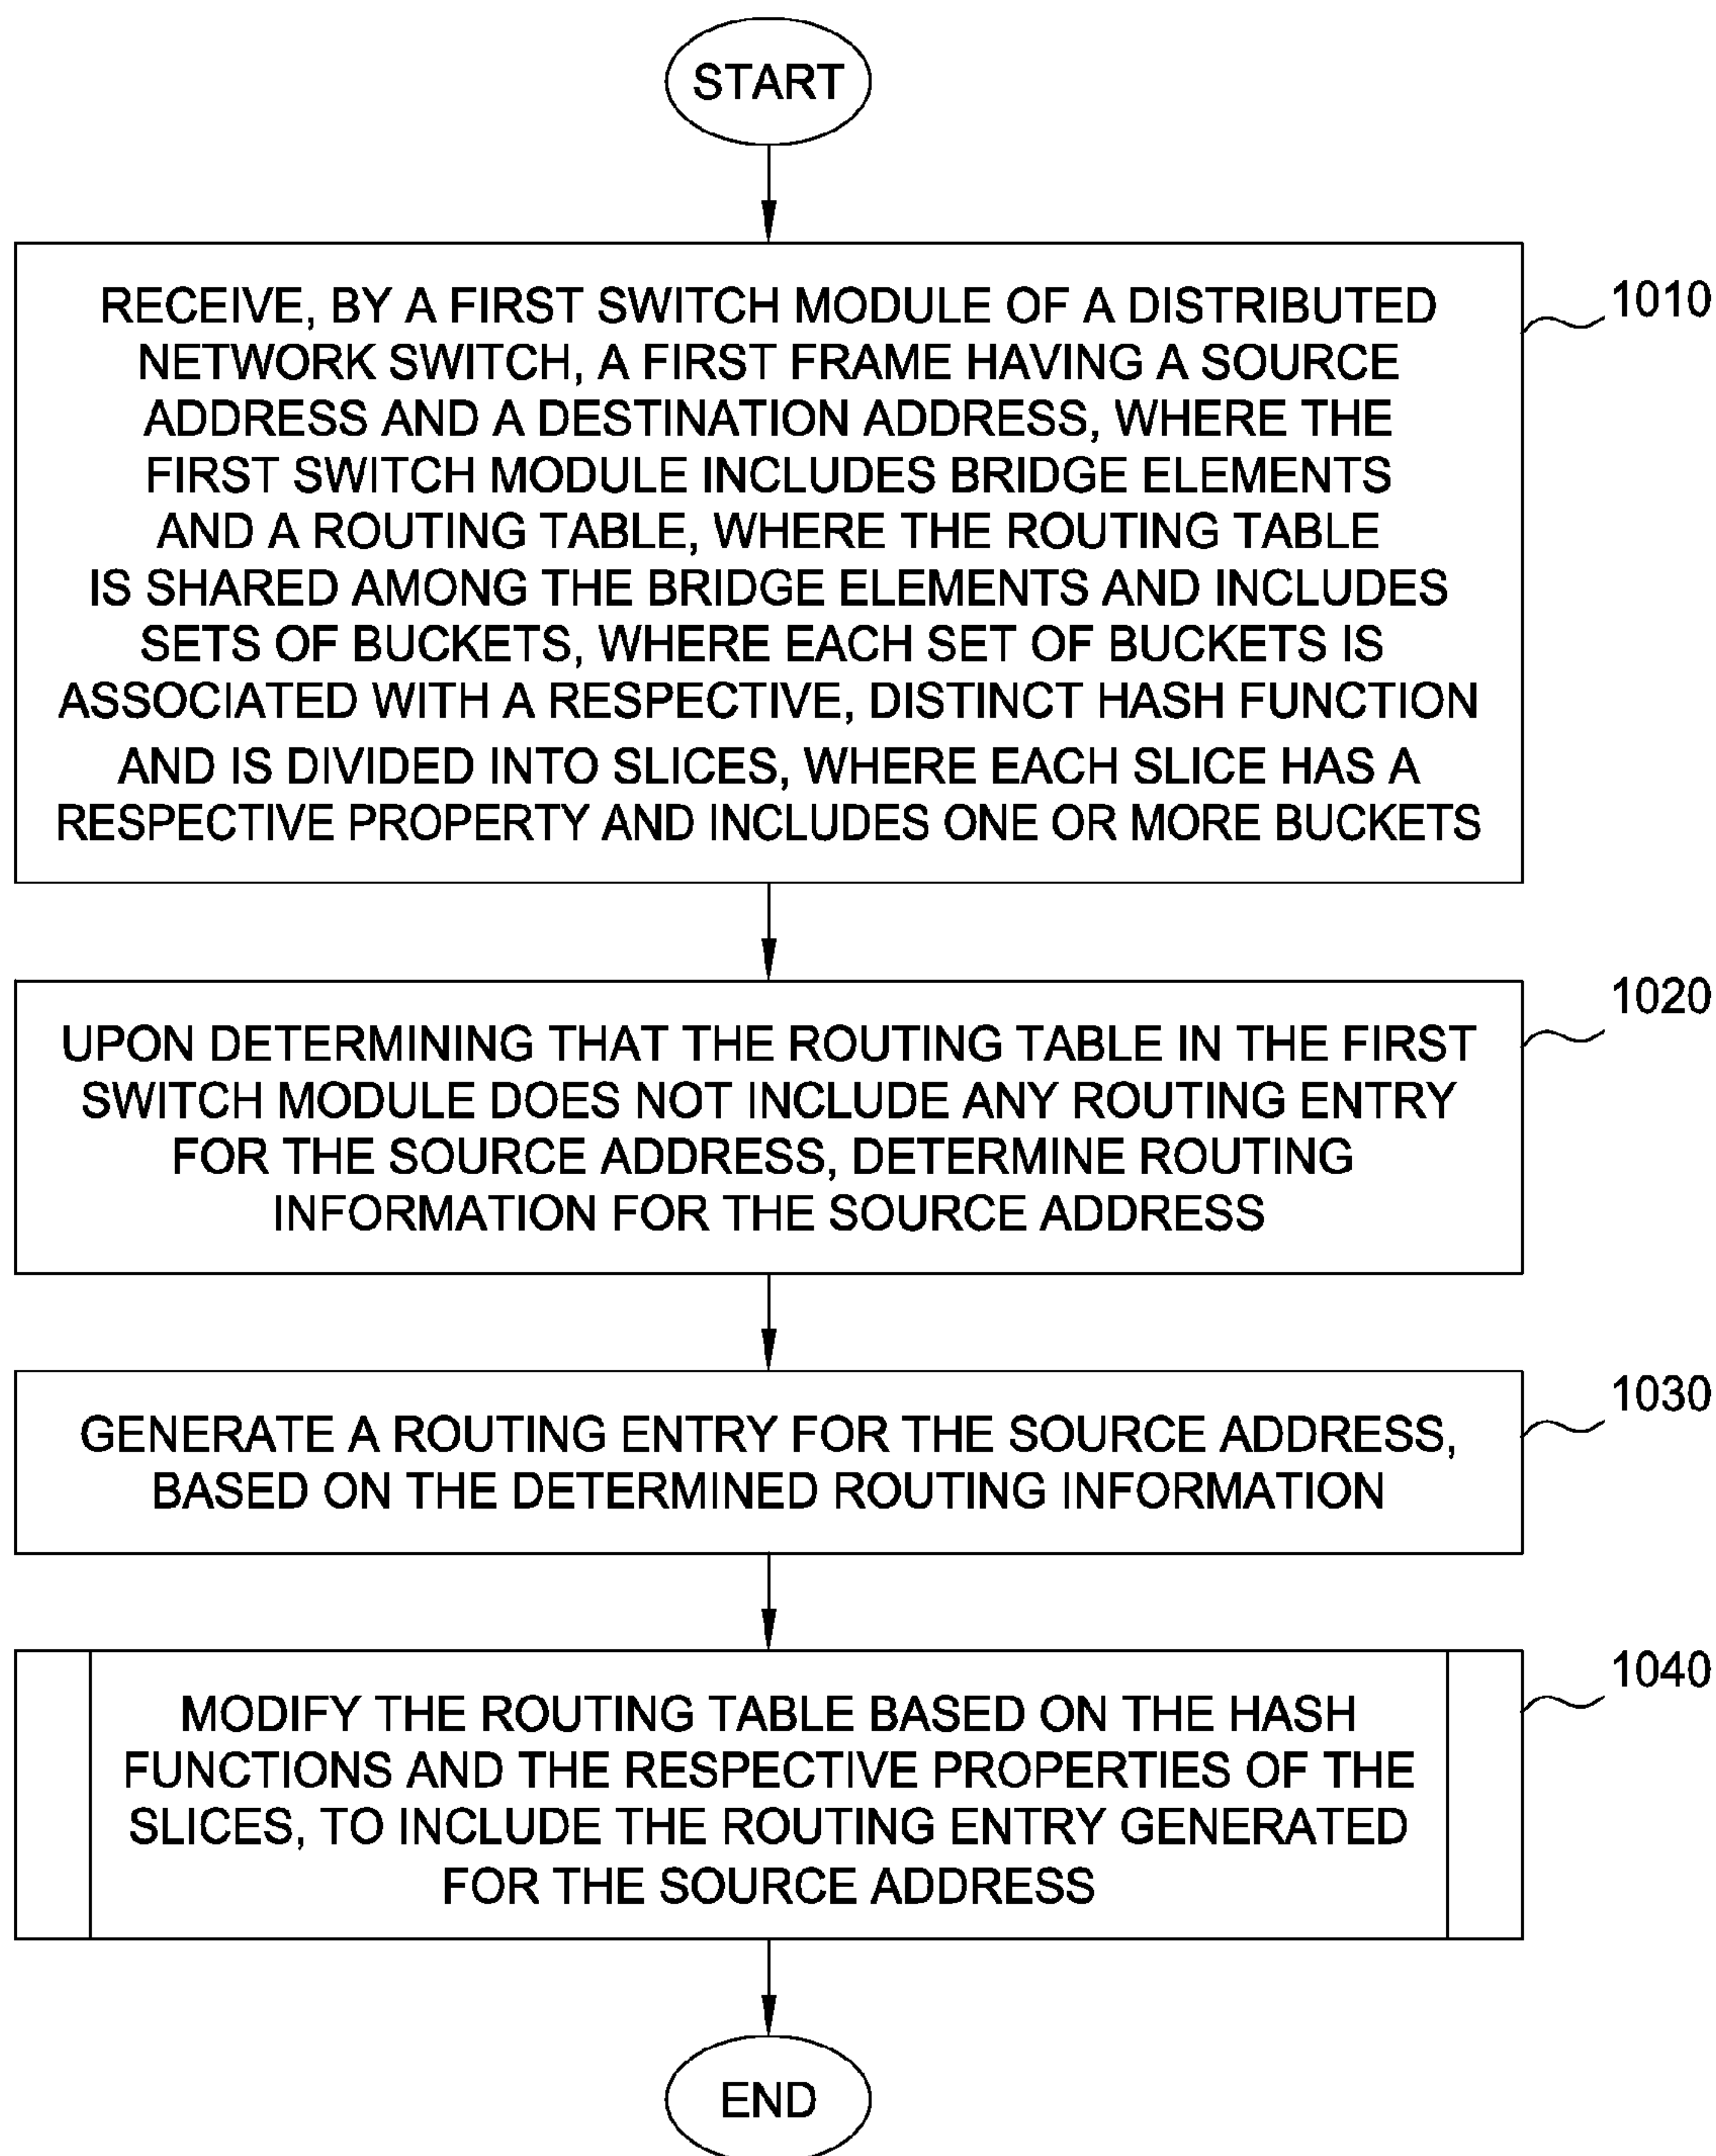 START
RECEIVE, BY A FIRST SWITCH MODULE OF A DISTRIBUTED
NETWORK SWITCH, A FIRST FRAME HAVING A SOURCE
ADDRESS AND A DESTINATION ADDRESS, WHERE THE
FIRST SWITCH MODULE INCLUDES BRIDGE ELEMENTS
AND A ROUTING TABLE, WHERE THE ROUTING TABLE
IS SHARED AMONG THE BRIDGE ELEMENTS AND INCLUDES
SETS OF BUCKETS, WHERE EACH SET OF BUCKETS IS
ASSOCIATED WITH A RESPECTIVE, DISTINCT HASH FUNCTION
AND IS DIVIDED INTO SLICES, WHERE EACH SLICE HAS A
RESPECTIVE PROPERTY AND INCLUDES ONE OR MORE BUCKETS
1010
UPON DETERMINING THAT THE ROUTING TABLE IN THE FIRST
SWITCH MODULE DOES NOT INCLUDE ANY ROUTING ENTRY
FOR THE SOURCE ADDRESS, DETERMINE ROUTING
INFORMATION FOR THE SOURCE ADDRESS
1020
GENERATE A ROUTING ENTRY FOR THE SOURCE ADDRESS,
BASED ON THE DETERMINED ROUTING INFORMATION
1030
MODIFY THE ROUTING TABLE BASED ON THE HASH
FUNCTIONS AND THE RESPECTIVE PROPERTIES OF THE
SLICES, TO INCLUDE THE ROUTING ENTRY GENERATED
FOR THE SOURCE ADDRESS
1040
END